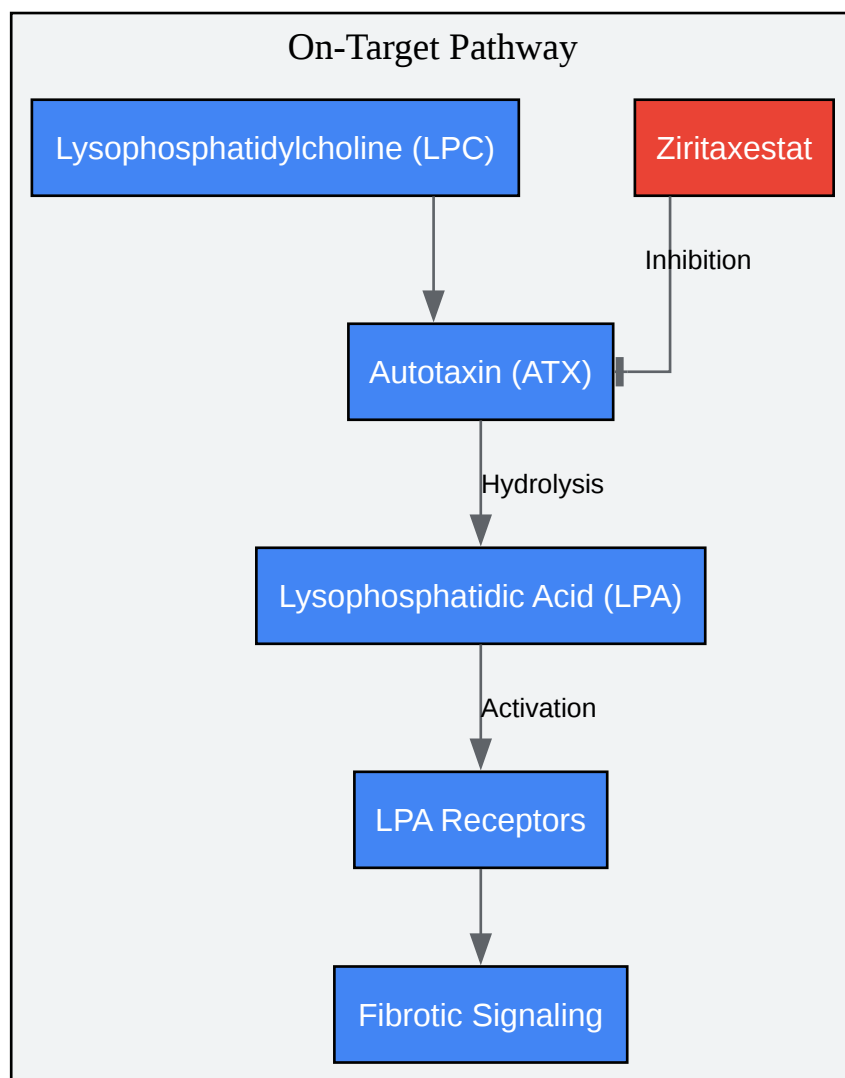 On-Target Pathway
Lysophosphatidylcholine (LPC)
Ziritaxestat
Inhibition
Autotaxin (ATX)
Hydrolysis
Lysophosphatidic Acid (LPA)
Activation
LPA Receptors
Fibrotic Signaling